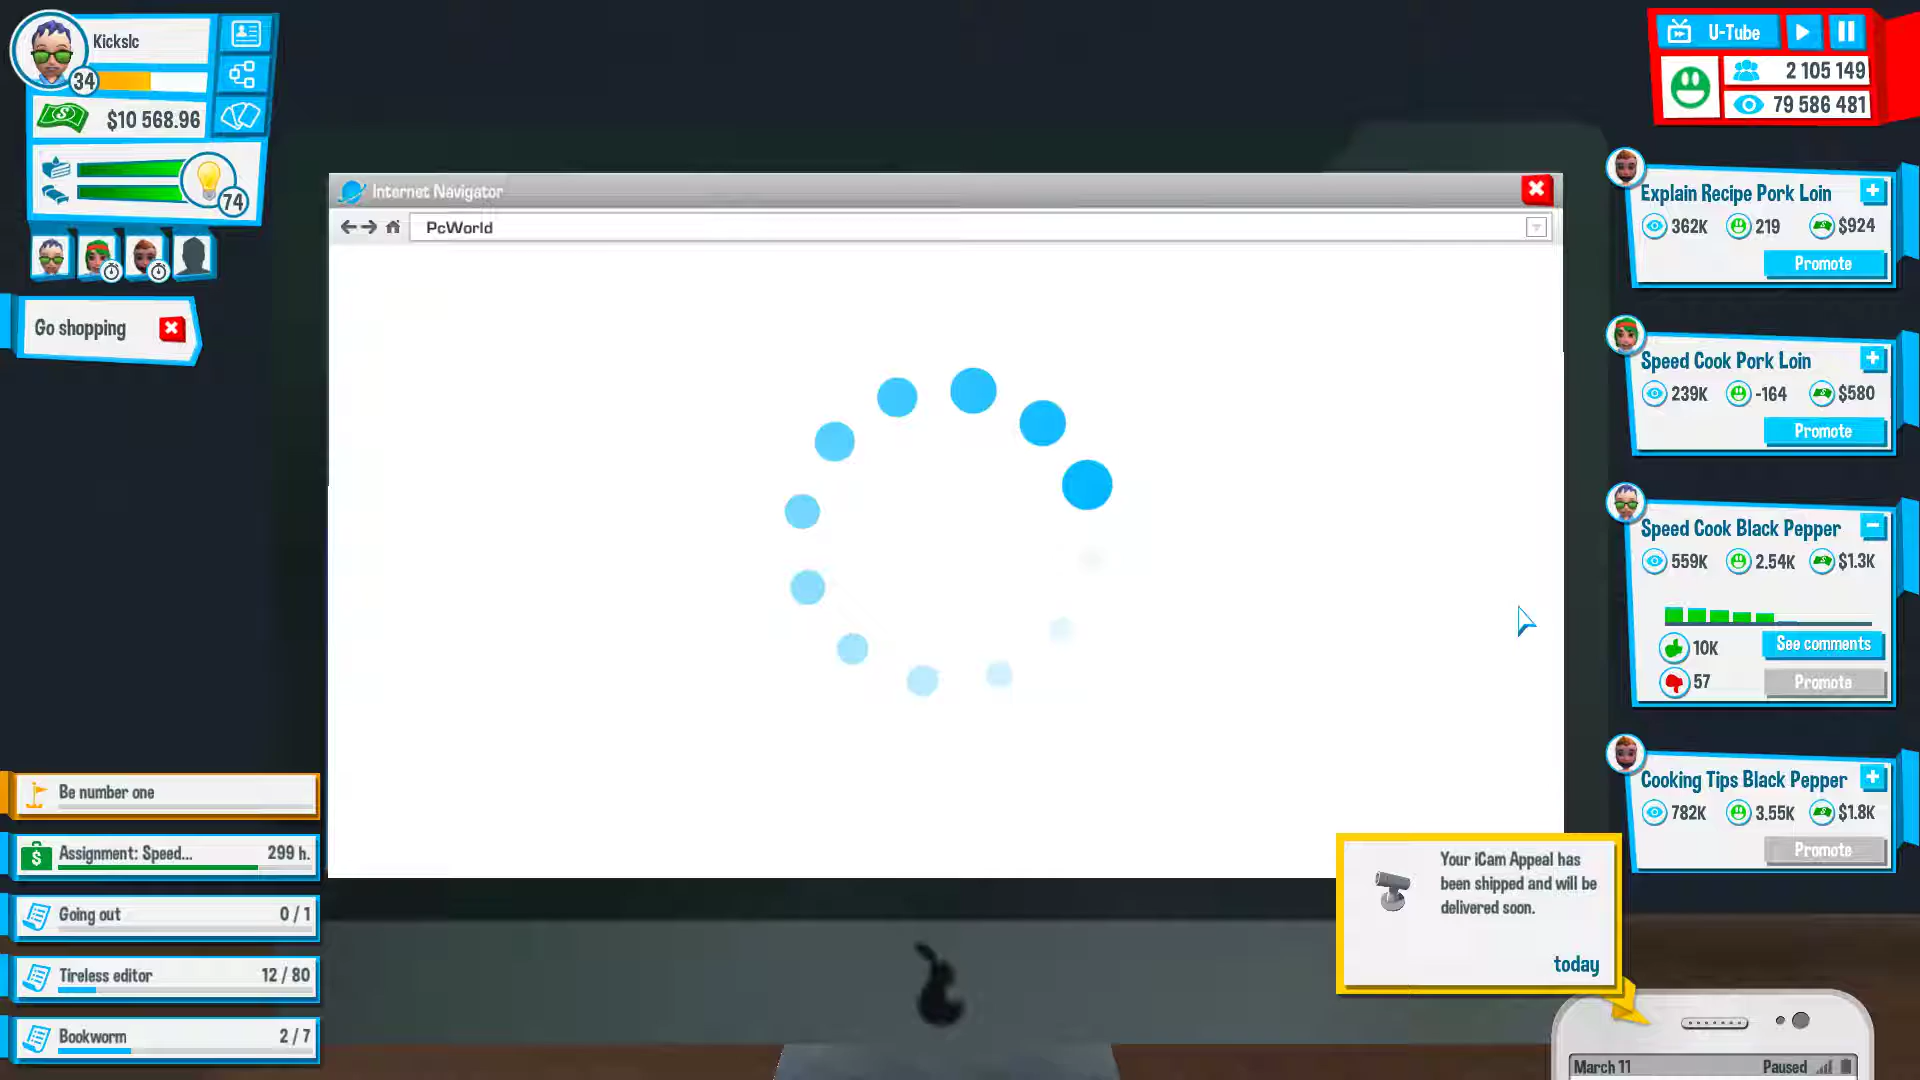 Kickslc
34
$10 568.96
74
Go shopping
Be number one
Assignment: Speed... 299 h.
Going out 0 / 1
Tireless editor 12 / 80
Bookworm 2 / 7
Internet Navigator
PcWorld
U-Tube
2 105 149
79 586 481
Explain Recipe Pork Loin
362K 219 $924
Promote
Speed Cook Pork Loin
239K -164 $580
Promote
Speed Cook Black Pepper
559K 2.54K $1.3K
10K
See comments
57
Promote
Cooking Tips Black Pepper
782K 3.55K $1.8K
Promote
Your iCam Appeal has
been shipped and will be
delivered soon.
today
March 11 Paused